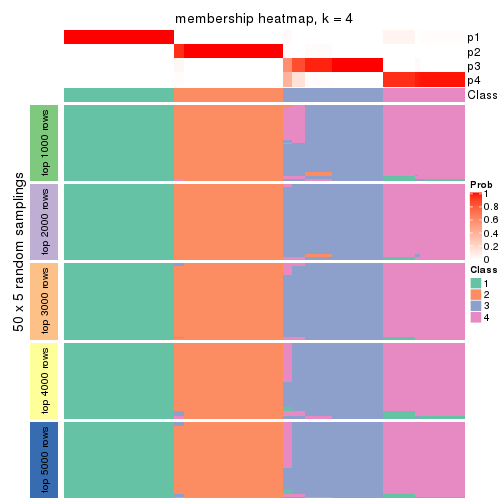 membership heatmap, k = 4
p1
p2
p3
p4
Class
50 x 5 random samplings
top 1000 rows
top 2000 rows
top 3000 rows
top 4000 rows
top 5000 rows
Prob
1
0.8
0.6
0.4
0.2
0
Class
1
2
3
4